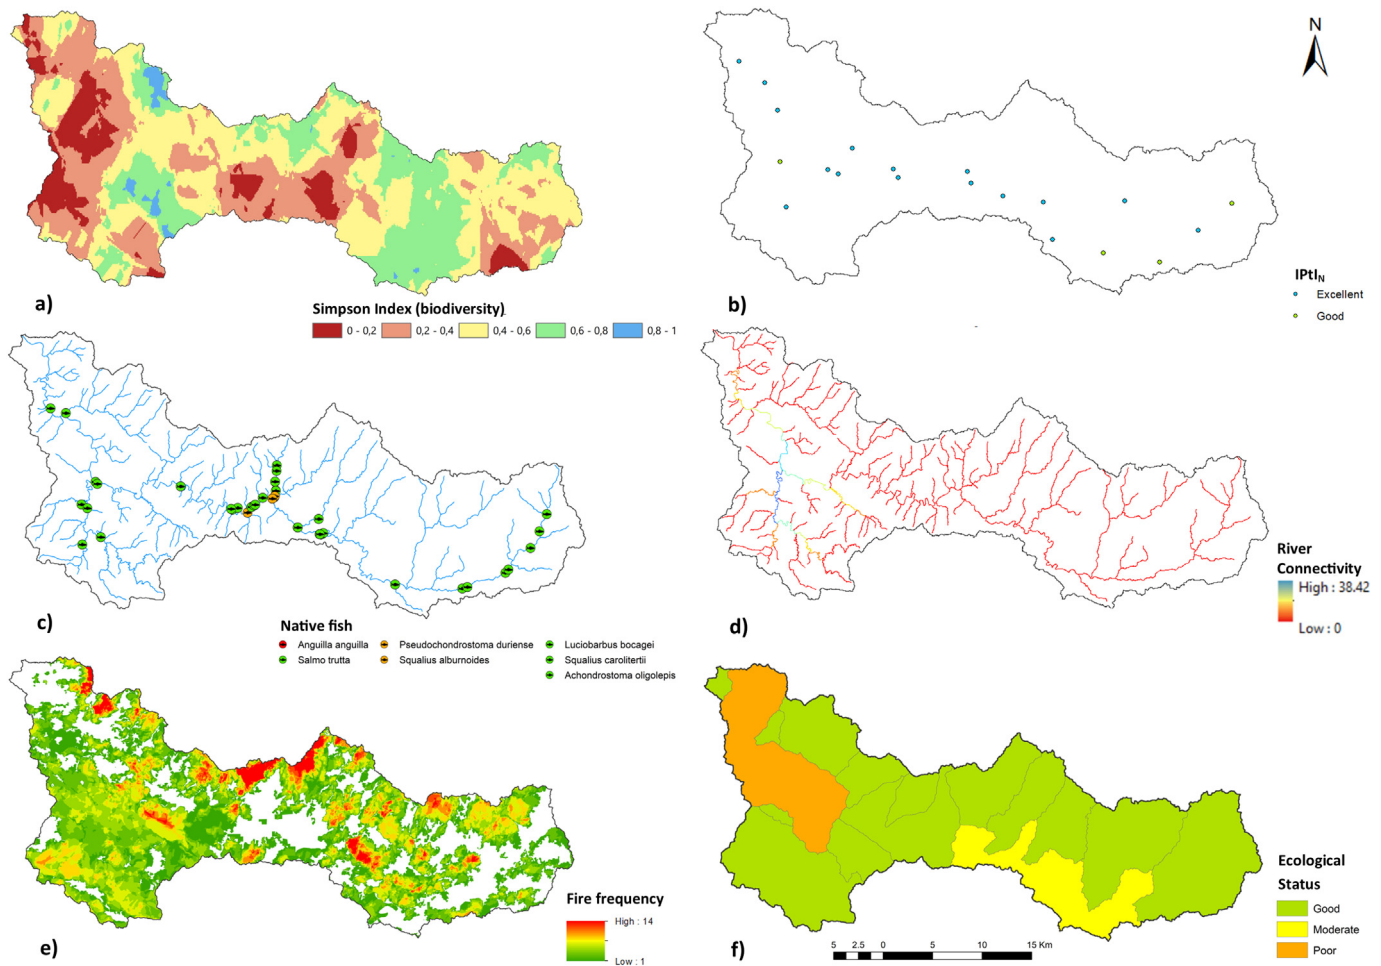 N
a)
Simpson Index (biodiversity)
0 - 0,2
0,2 - 0,4
0,4 - 0,6
0,6 - 0,8
0,8 - 1
b)
IPtIN
Excellent
Good
c)
Native fish
Anguilla anguilla
Pseudochondrostoma duriense
Luciobarbus bocagei
Salmo trutta
Squalius alburnoides
Squalius carolitertii
Achondrostoma oligolepis
d)
River
Connectivity
High : 38.42
Low : 0
e)
Fire frequency
High : 14
Low : 1
f)
5 2.5 0 5 10 15 Km
Ecological
Status
Good
Moderate
Poor